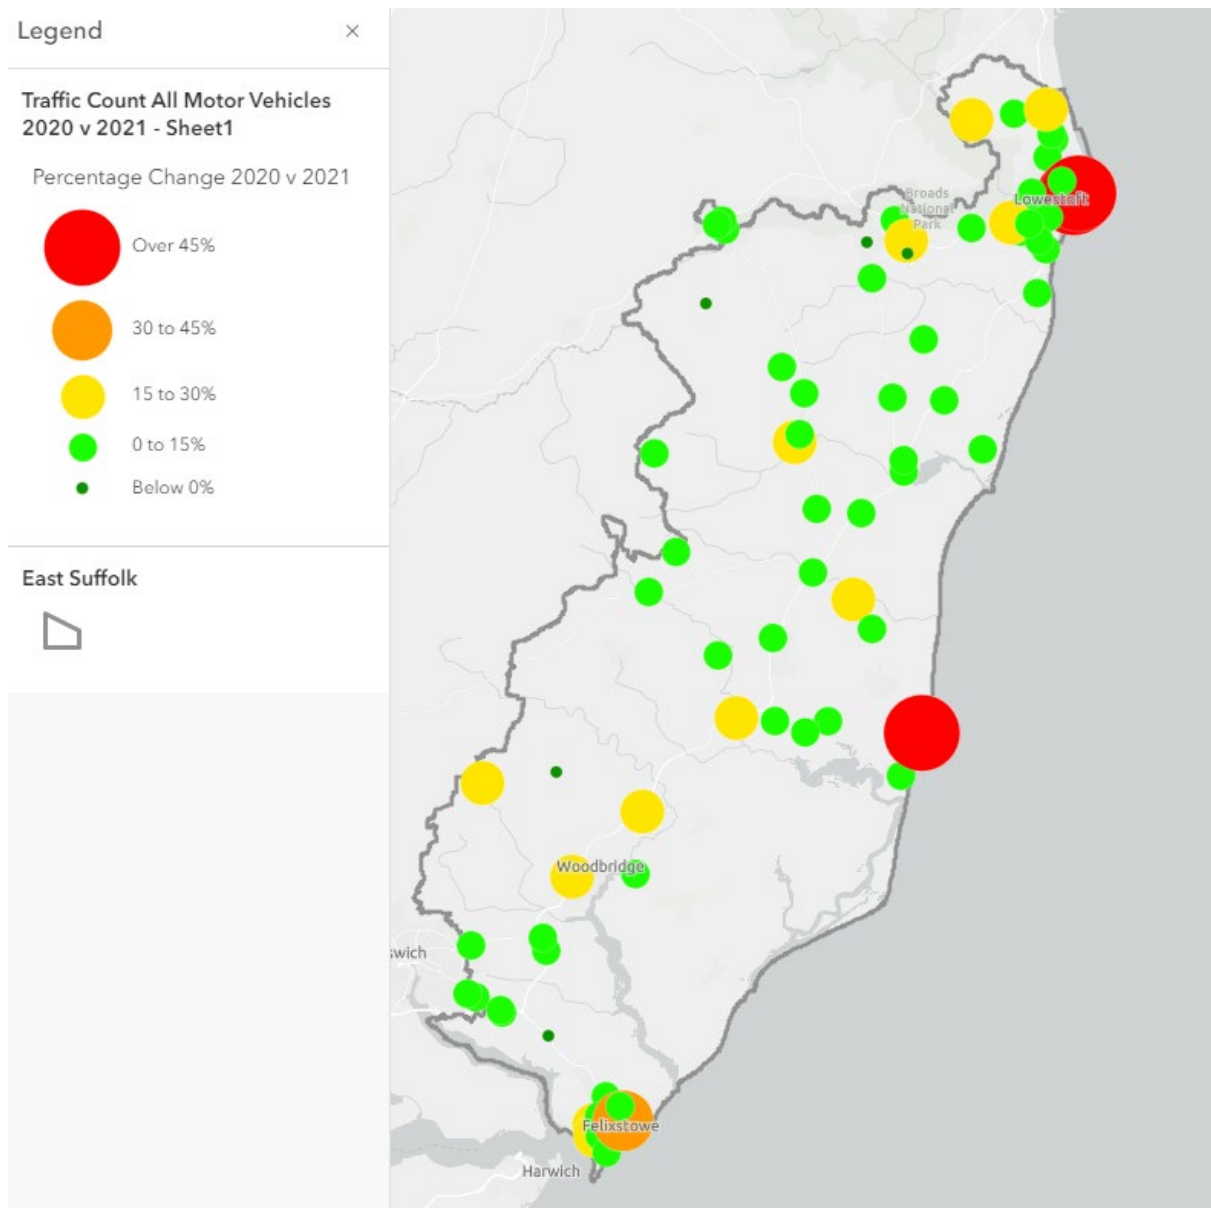 Legend
Traffic Count All Motor Vehicles
2020 v 2021 - Sheet1
Percentage Change 2020 v 2021
Over 45%
30 to 45%
15 to 30%
0 to 15%
Below 0%
East Suffolk
Broads
National
Park
Lowestoft
Woodbridge
swich
Felixstowe
Harwich